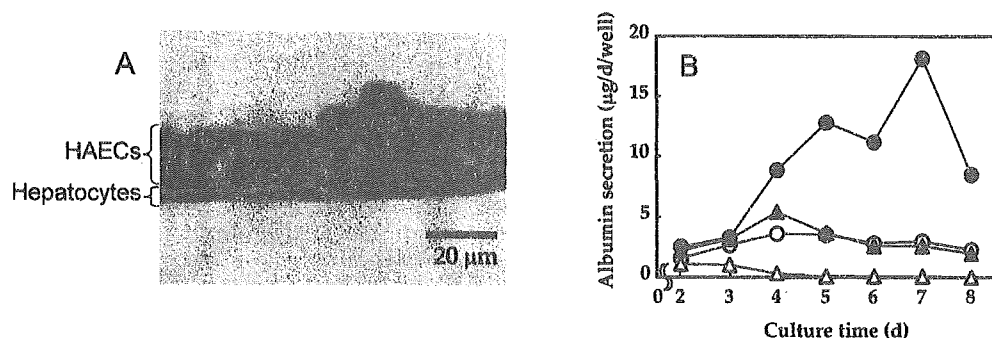 A
HAECs
Hepatocytes
20 µm
B
Albumin secretion (µg/d/well)
20
15
10
5
0
0 2 3 4 5 6 7 8
Culture time (d)